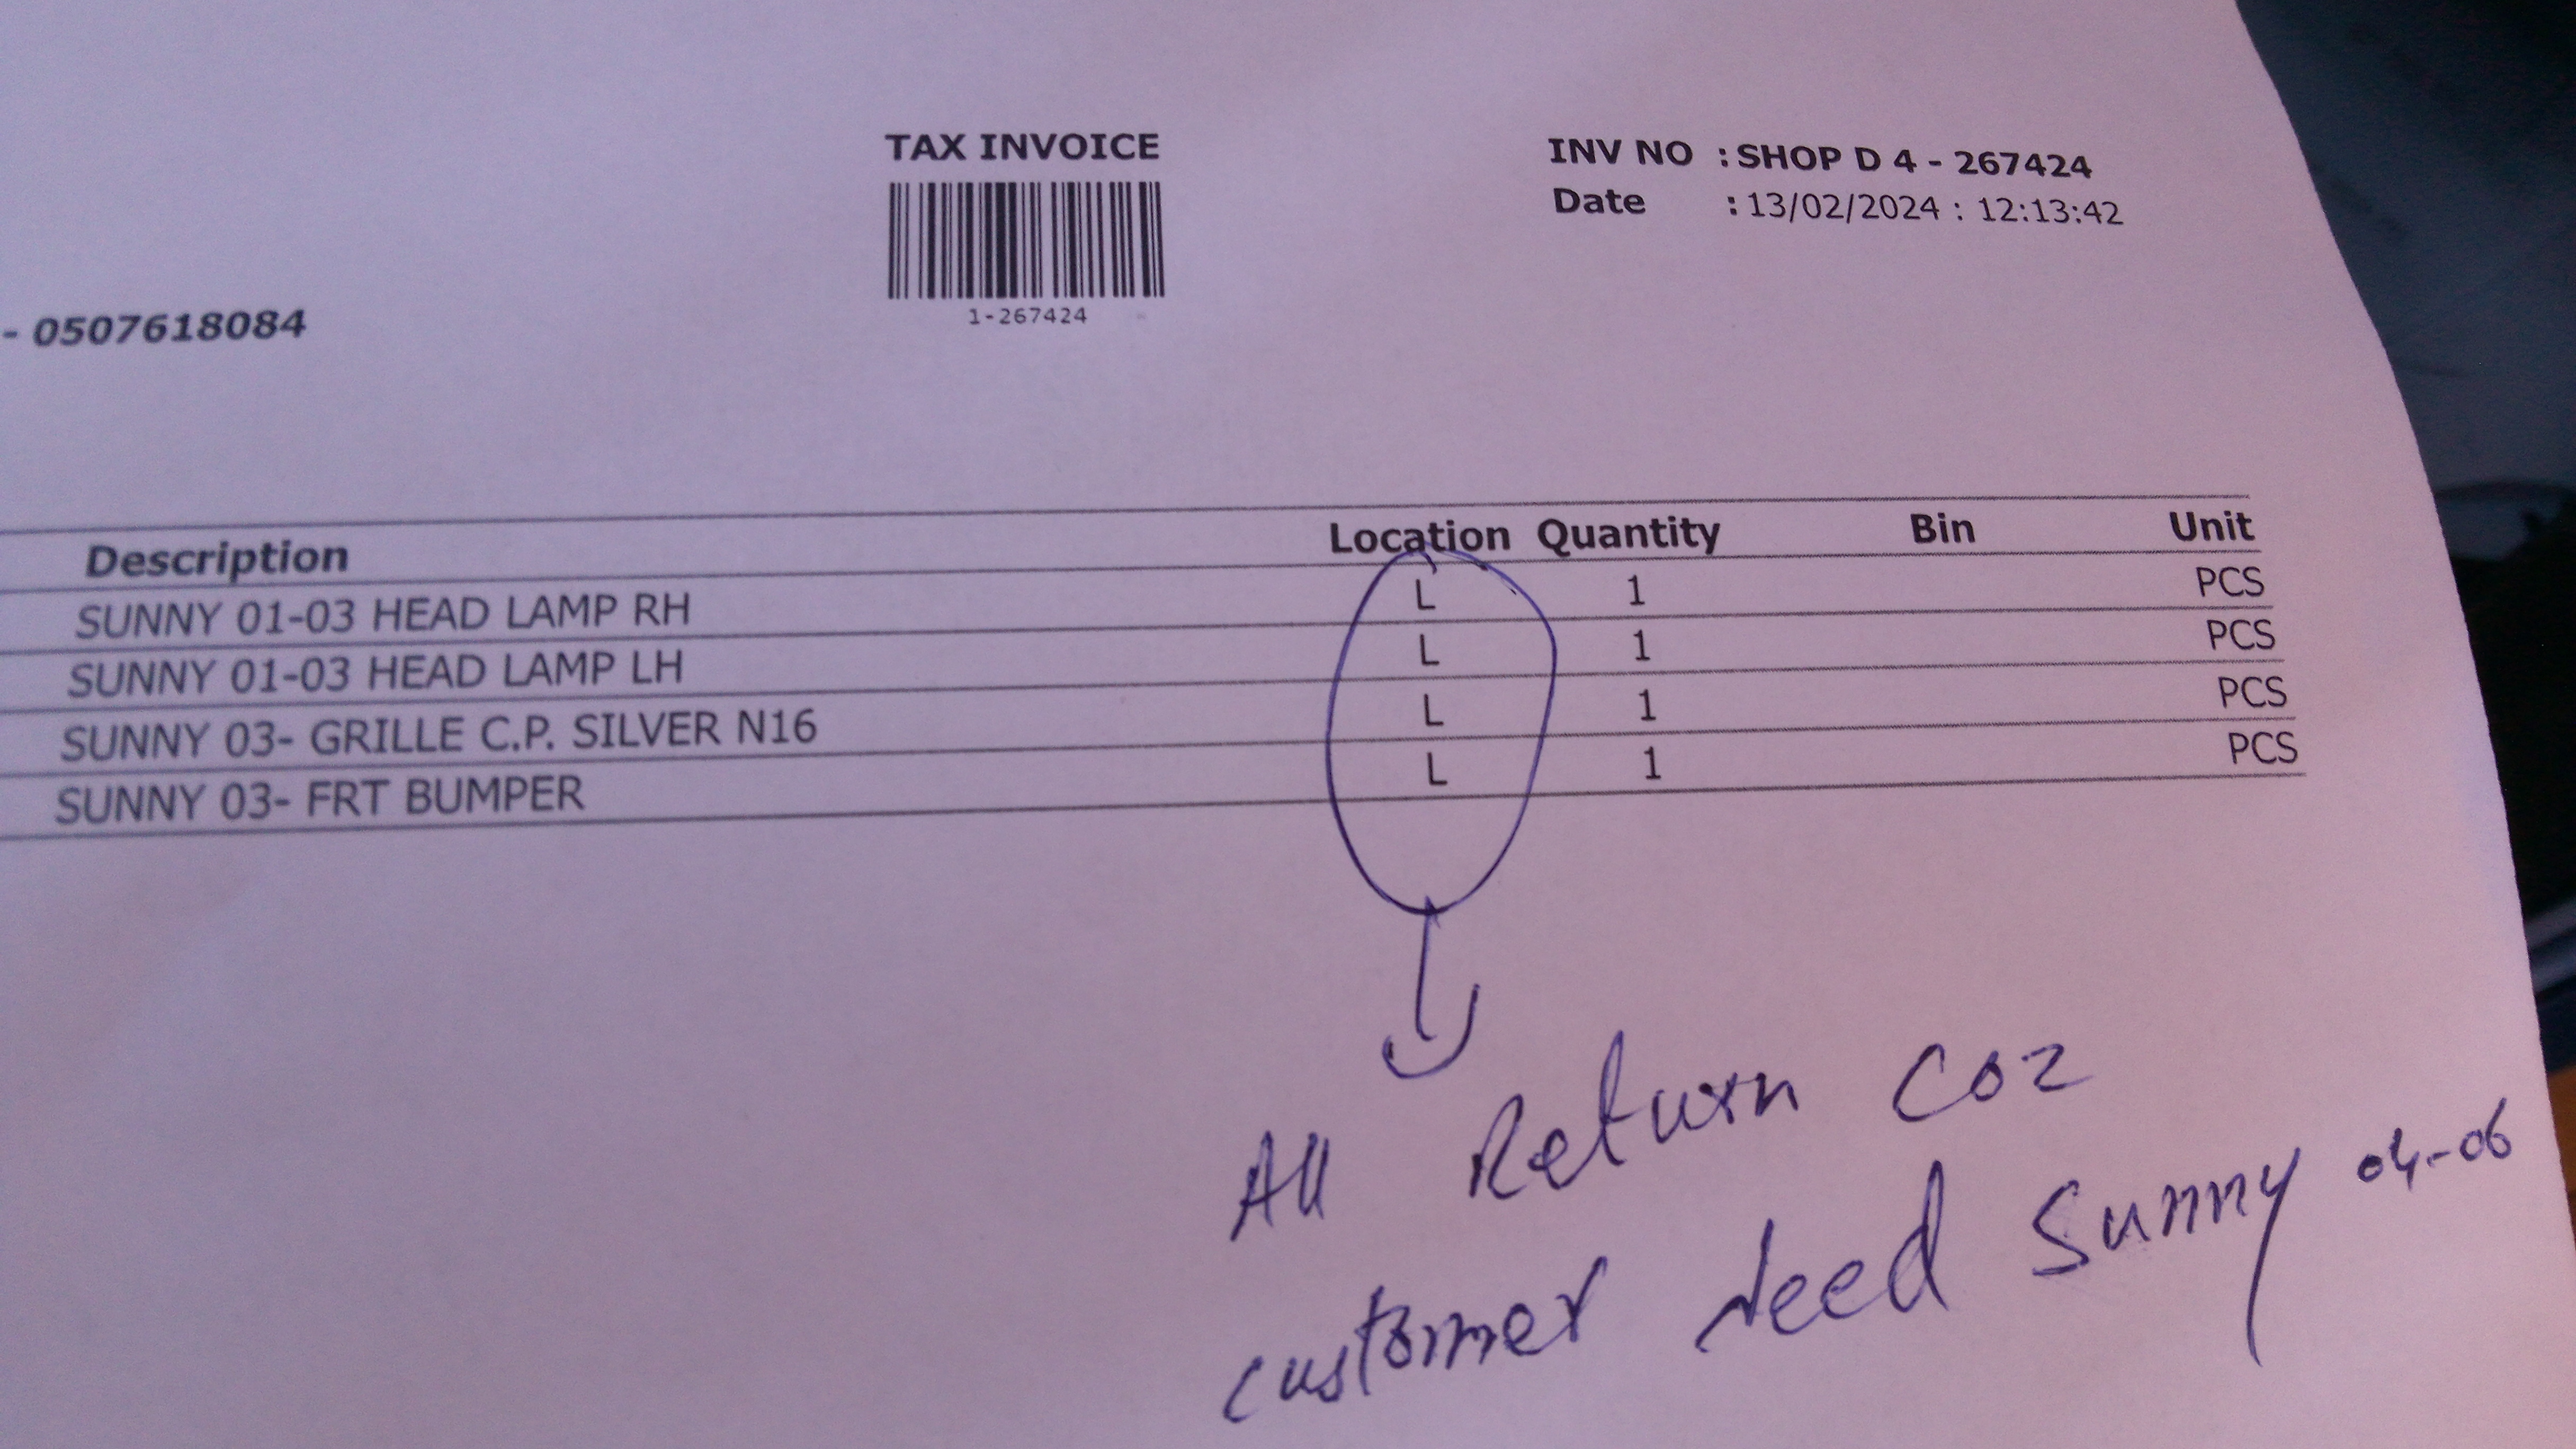 TAX INVOICE
INV NO : SHOP D 4 - 267424
Date : 13/02/2024 : 12:13:42
1-267424
- 0507618084
Description Location Quantity Bin Unit
SUNNY 01-03 HEAD LAMP RH L 1 PCS
SUNNY 01-03 HEAD LAMP LH L 1 PCS
SUNNY 03- GRILLE C.P. SILVER N16 L 1 PCS
SUNNY 03- FRT BUMPER L 1 PCS
All Return Coz
customer Need Sunny 04-06